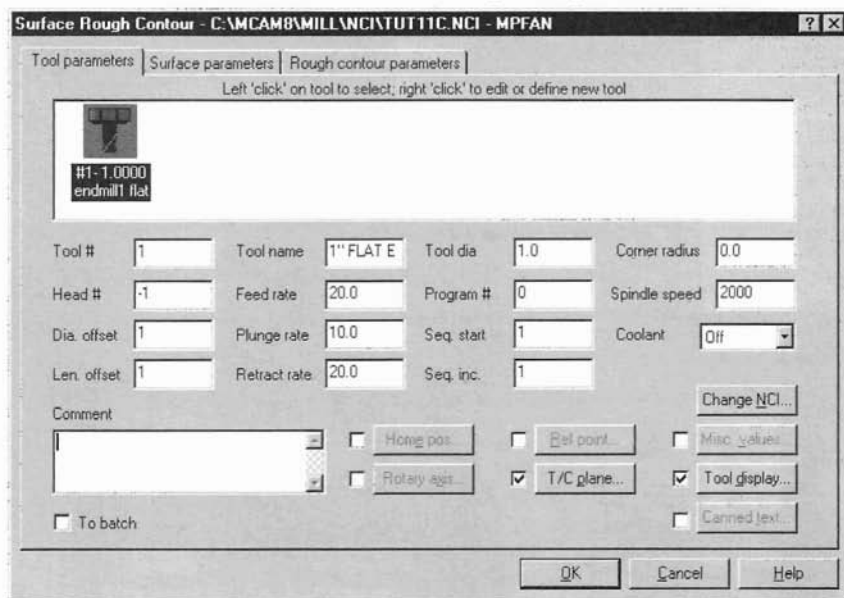 Surface Rough Contour - C:\MCAM8\MILL\NCI\TUT11C.NCI - MPFAN
Tool parameters Surface parameters Rough contour parameters
Left 'click' on tool to select; right 'click' to edit or define new tool
#1- 1.0000
endmill1 flat
Tool # 1 Tool name 1" FLAT E Tool dia 1.0 Corner radius 0.0
Head # -1 Feed rate 20.0 Program # 0 Spindle speed 2000
Dia. offset 1 Plunge rate 10.0 Seq. start 1 Coolant Off
Len. offset 1 Retract rate 20.0 Seq. inc. 1
Change NCI...
Comment
Home pos... Ref point... Misc. values...
Rotary axis... T/C plane... Tool display...
To batch Canned text...
OK Cancel Help